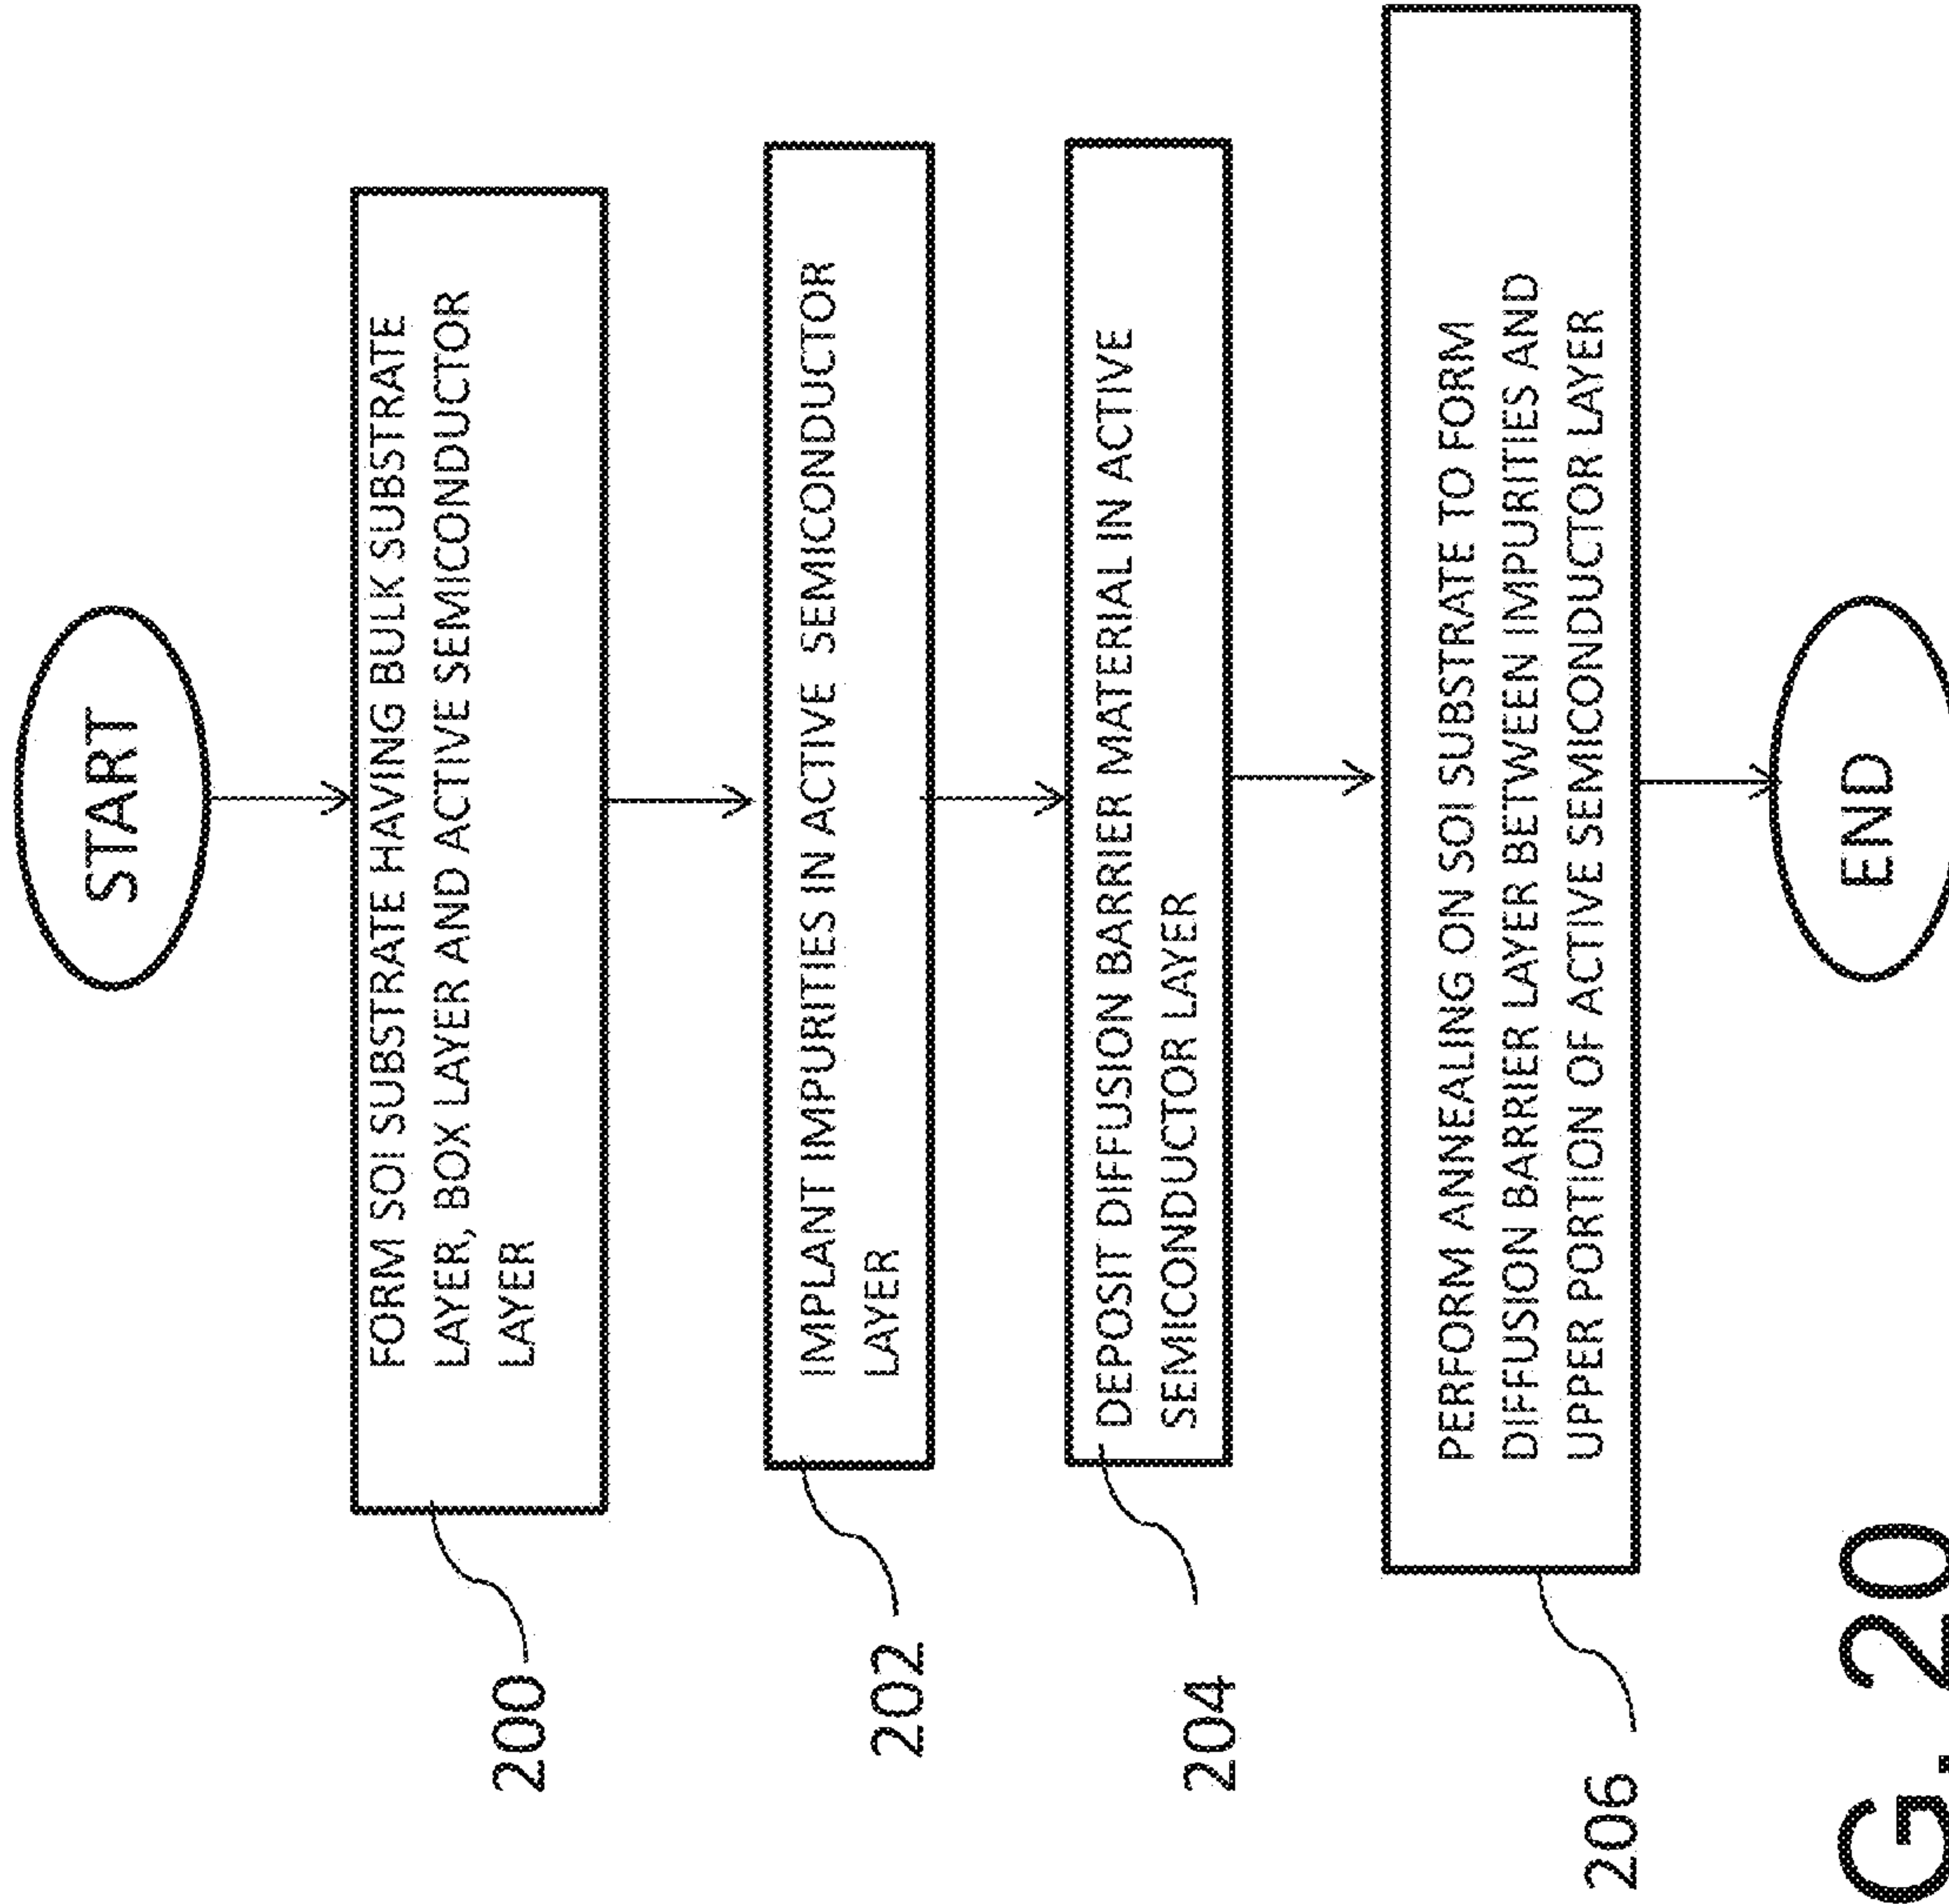 START
FORM SOI SUBSTRATE HAVING BULK SUBSTRATE
LAYER, BOX LAYER AND ACTIVE SEMICONDUCTOR
LAYER
200
IMPLANT IMPURITIES IN ACTIVE SEMICONDUCTOR
LAYER
202
DEPOSIT DIFFUSION BARRIER MATERIAL IN ACTIVE
SEMICONDUCTOR LAYER
204
PERFORM ANNEALING ON SOI SUBSTRATE TO FORM
DIFFUSION BARRIER LAYER BETWEEN IMPURITIES AND
UPPER PORTION OF ACTIVE SEMICONDUCTOR LAYER
206
END
G. 20